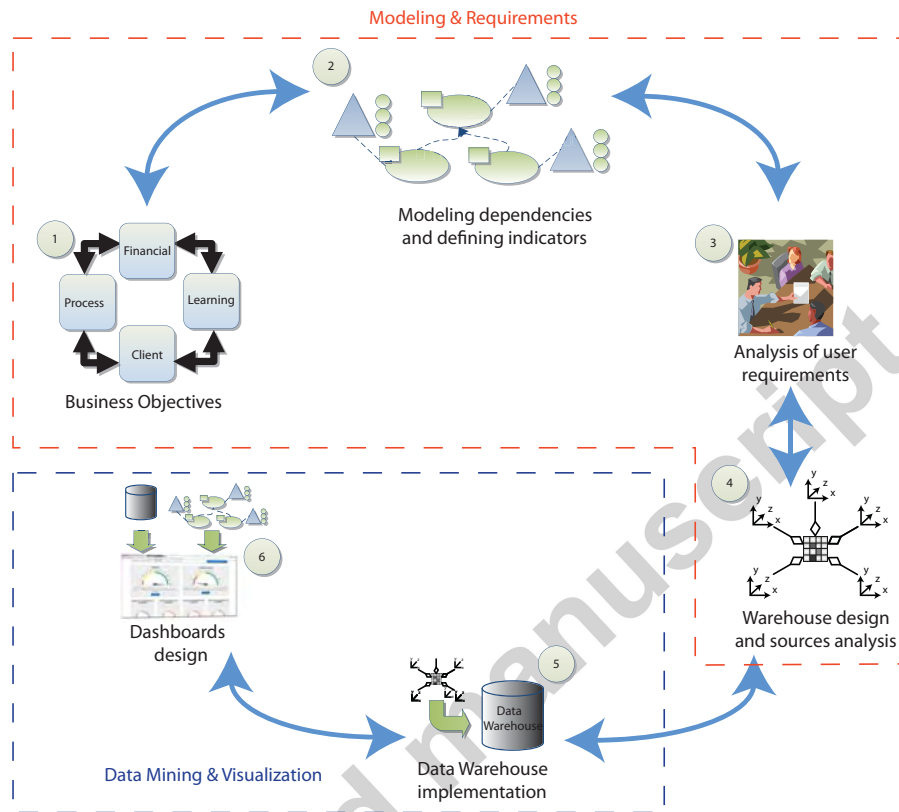 Modeling & Requirements
2
Modeling dependencies
and defining indicators
1
Financial
Process
Learning
Client
Business Objectives
3
Analysis of user
requirements
4
y
z
x
y
z
x
y
z
x
y
z
x
y
z
x
Warehouse design
and sources analysis
6
Dashboards
design
5
Data
Warehouse
Data Warehouse
implementation
Data Mining & Visualization
d manuscript